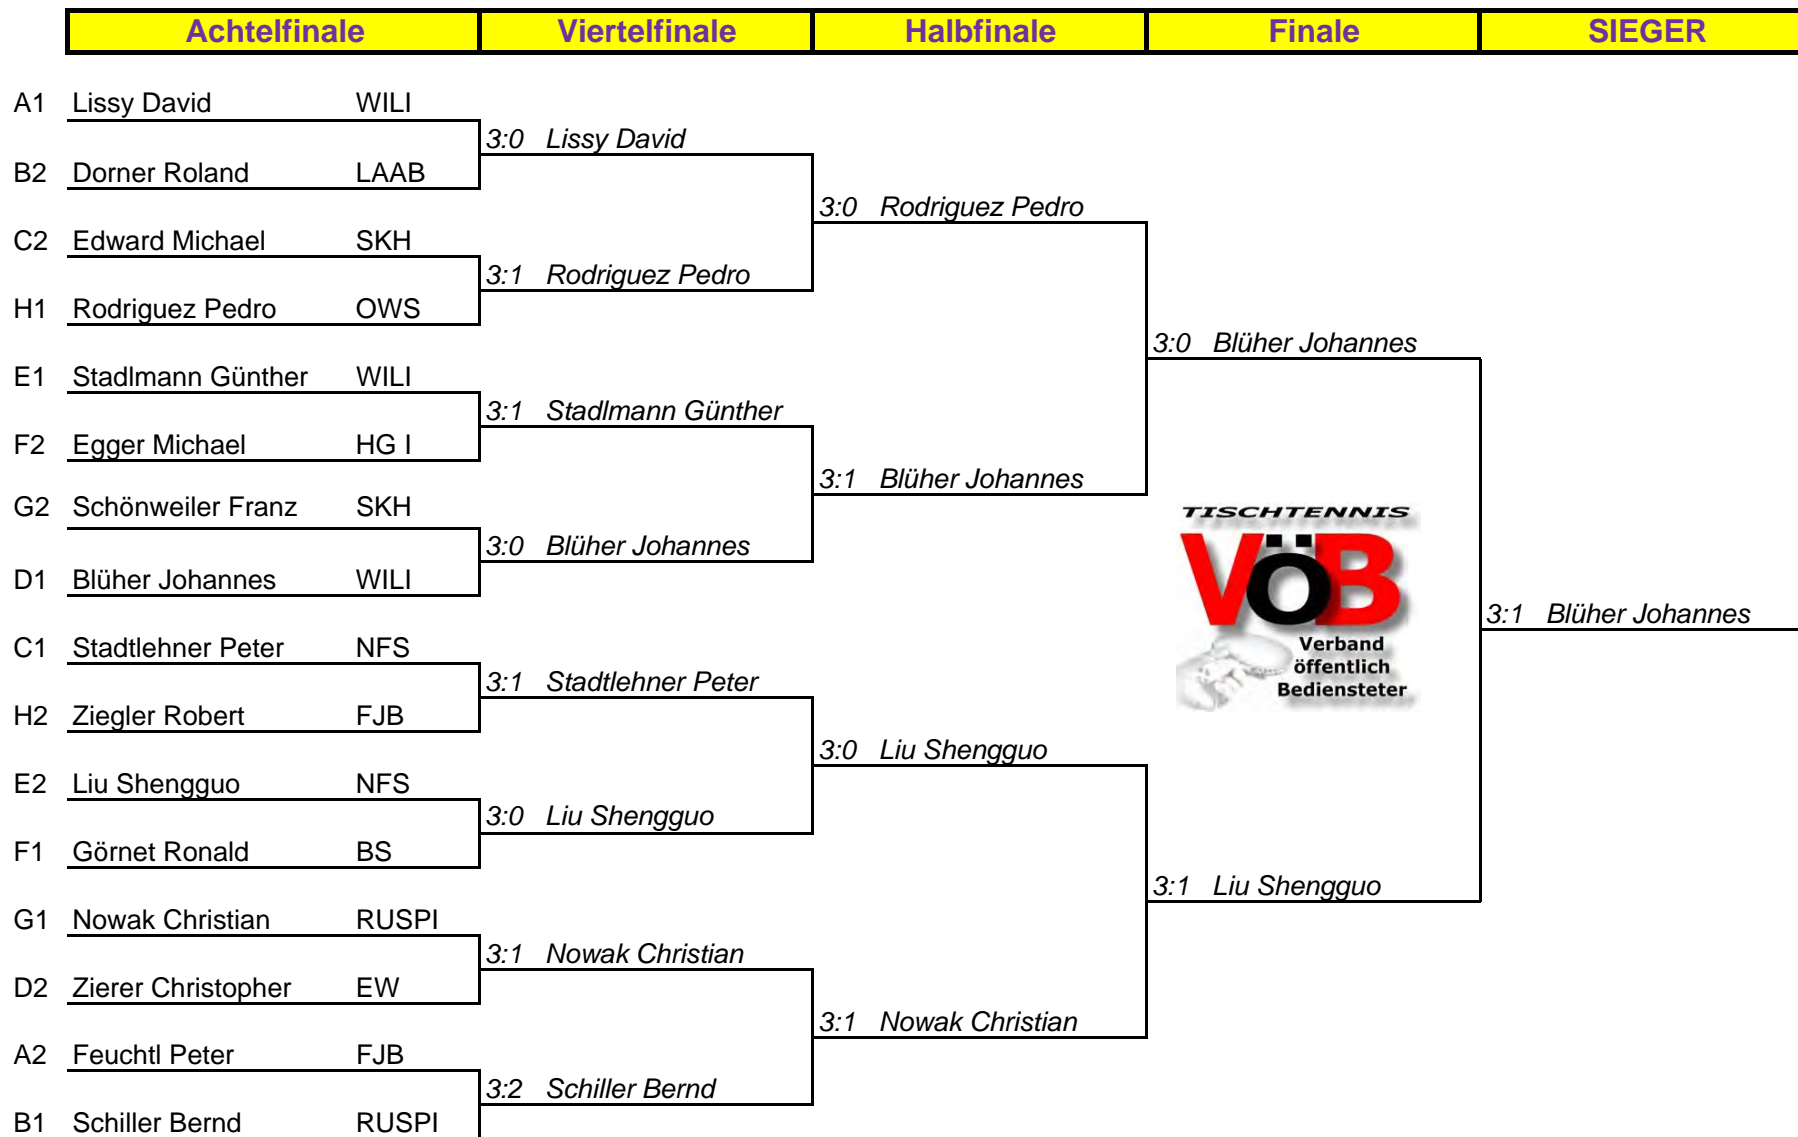 Achtelfinale Viertelfinale Halbfinale Finale SIEGER
A1 Lissy David WILI
3:0 Lissy David
B2 Dorner Roland LAAB
3:0 Rodriguez Pedro
C2 Edward Michael SKH
3:1 Rodriguez Pedro
H1 Rodriguez Pedro OWS
3:0 Blüher Johannes
E1 Stadlmann Günther WILI
3:1 Stadlmann Günther
F2 Egger Michael HG I
3:1 Blüher Johannes
G2 Schönweiler Franz SKH
TISCHTENNIS
3:0 Blüher Johannes
VÖB
D1 Blüher Johannes WILI
3:1 Blüher Johannes
C1 Stadtlehner Peter NFS
Verband
öffentlich
Bediensteter
3:1 Stadtlehner Peter
H2 Ziegler Robert FJB
3:0 Liu Shengguo
E2 Liu Shengguo NFS
3:0 Liu Shengguo
F1 Görnet Ronald BS
3:1 Liu Shengguo
G1 Nowak Christian RUSPI
3:1 Nowak Christian
D2 Zierer Christopher EW
3:1 Nowak Christian
A2 Feuchtl Peter FJB
3:2 Schiller Bernd
B1 Schiller Bernd RUSPI